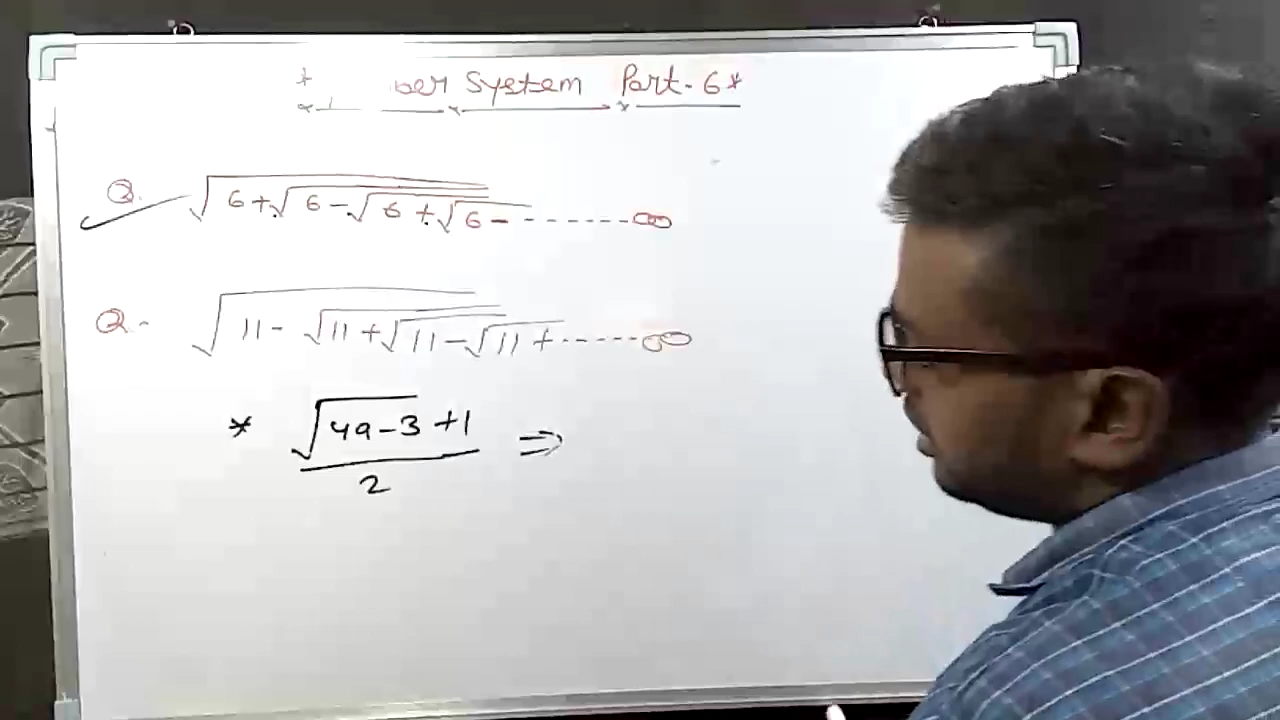 * ber System Part-6*
Q. √6+√6-√6+√6-------∞
Q- √11-√11+√11-√11+------∞
* √4a-3+1 ⇒
2